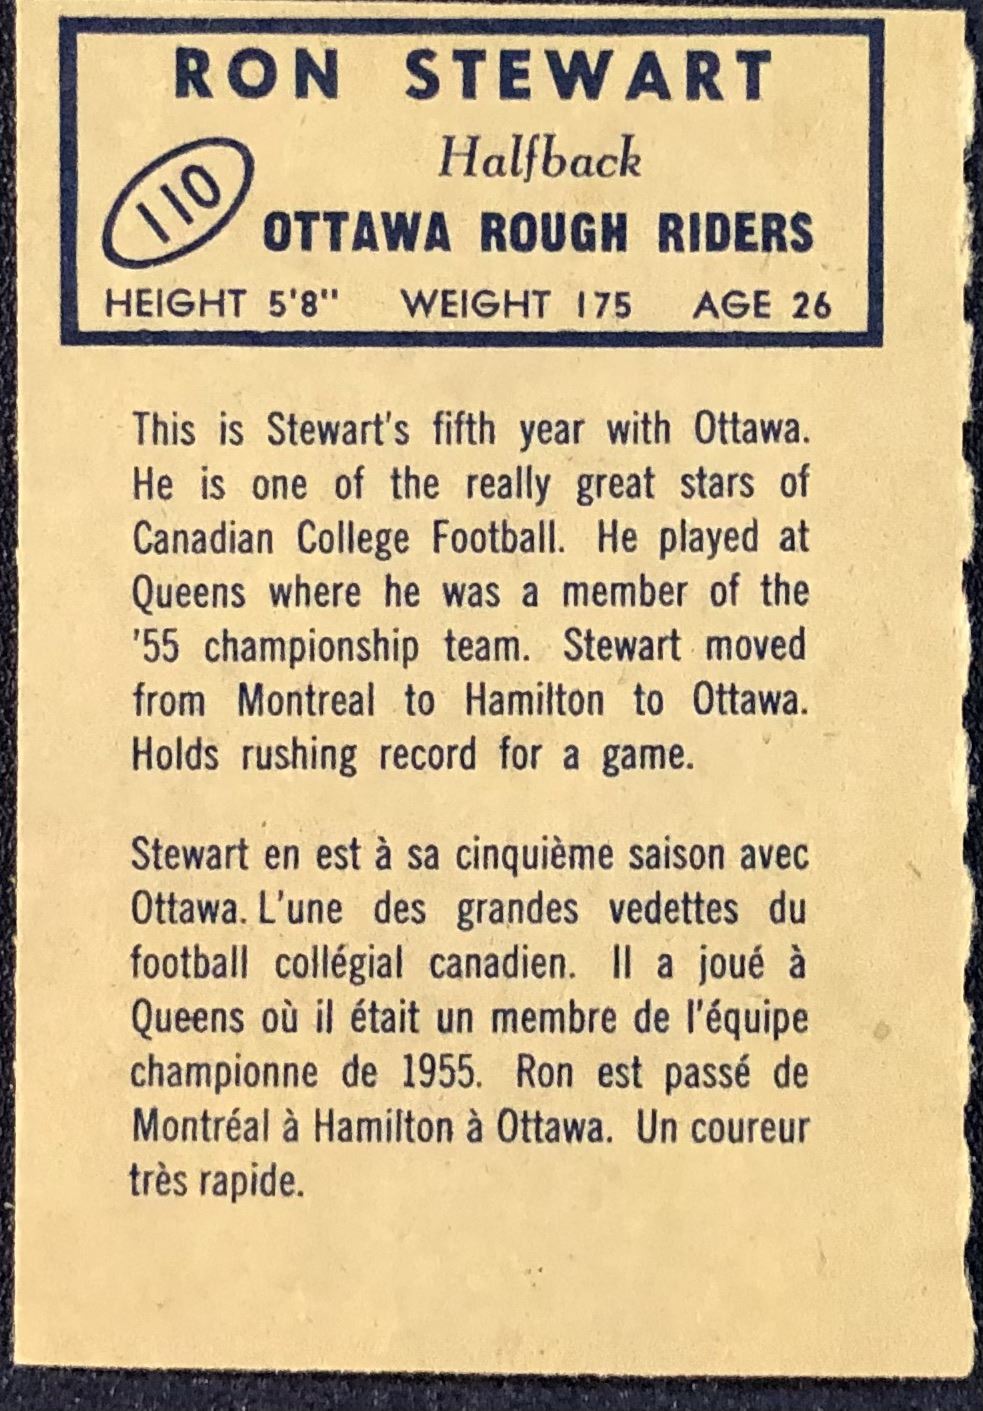 RON STEWART
Halfback
110
OTTAWA ROUGH RIDERS
HEIGHT 5'8" WEIGHT 175 AGE 26
This is Stewart's fifth year with Ottawa.
He is one of the really great stars of
Canadian College Football. He played at
Queens where he was a member of the
'55 championship team. Stewart moved
from Montreal to Hamilton to Ottawa.
Holds rushing record for a game.
Stewart en est à sa cinquième saison avec
Ottawa. L'une des grandes vedettes du
football collégial canadien. Il a joué à
Queens où il était un membre de l'équipe
championne de 1955. Ron est passé de
Montréal à Hamilton à Ottawa. Un coureur
très rapide.